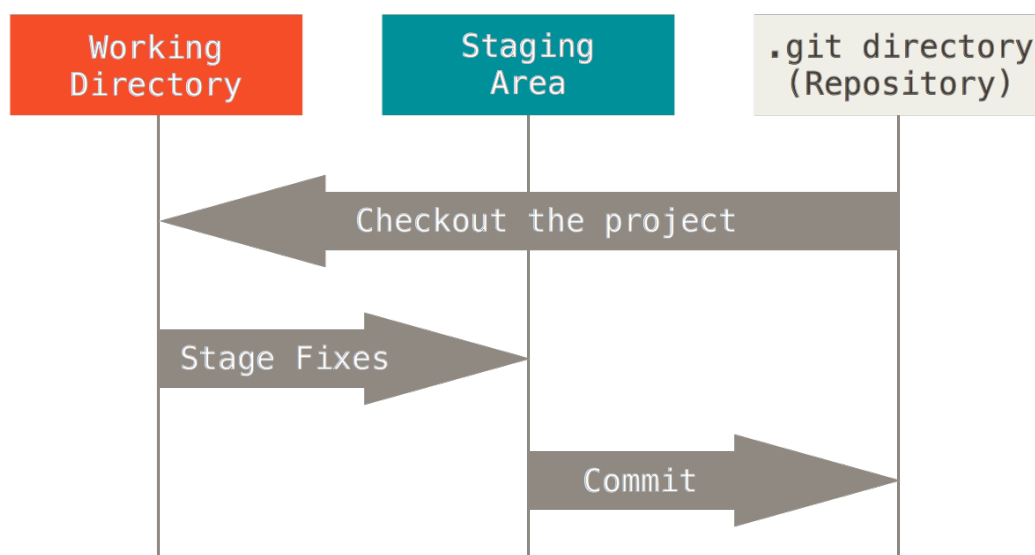 Working
Directory
Staging
Area
.git directory
(Repository)
Checkout the project
Stage Fixes
Commit